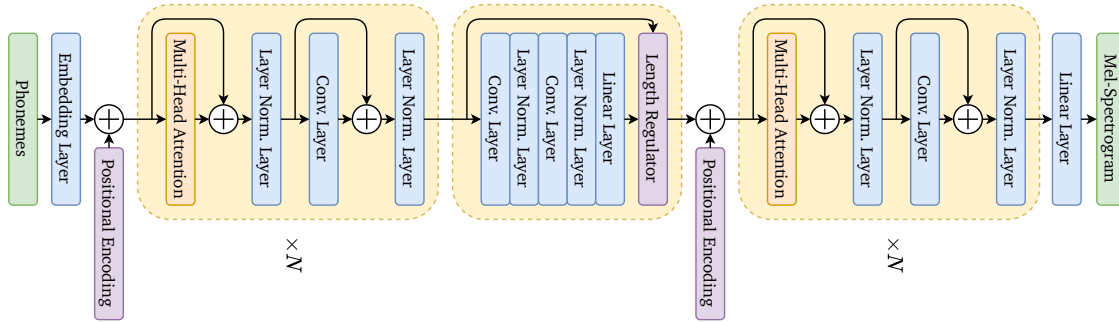 Phonemes
Embedding Layer
Positional Encoding
Multi-Head Attention
Layer Norm. Layer
Conv. Layer
Layer Norm. Layer
× N
Conv. Layer
Layer Norm. Layer
Conv. Layer
Layer Norm. Layer
Linear Layer
Length Regulator
Positional Encoding
Multi-Head Attention
Layer Norm. Layer
Conv. Layer
Layer Norm. Layer
× N
Linear Layer
Mel-Spectrogram